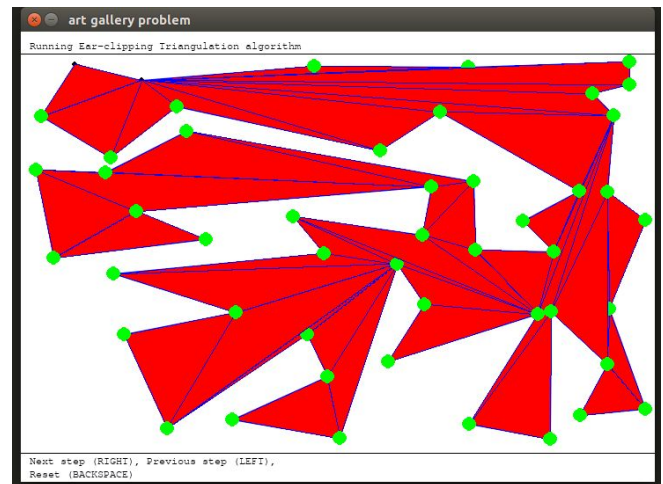 art gallery problem
Running Ear-clipping Triangulation algorithm
Next step (RIGHT), Previous step (LEFT),
Reset (BACKSPACE)